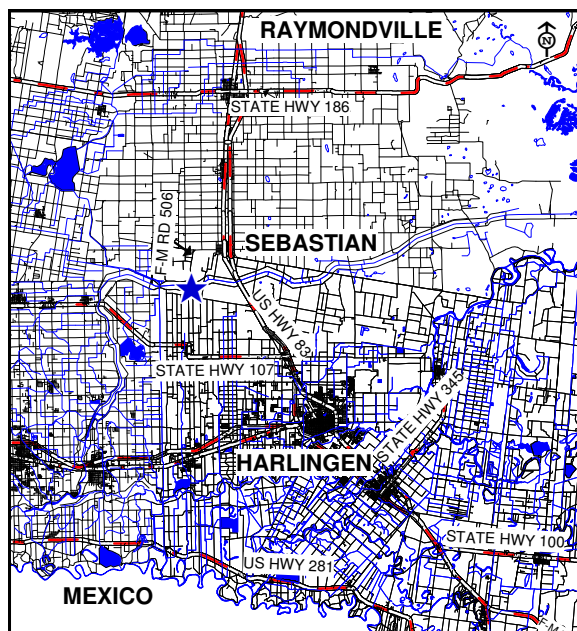 RAYMONDVILLE
N
STATE HWY 186
F-M RD 506
SEBASTIAN
US HWY 83
STATE HWY 107
STATE HWY 345
HARLINGEN
STATE HWY 100
US HWY 281
MEXICO